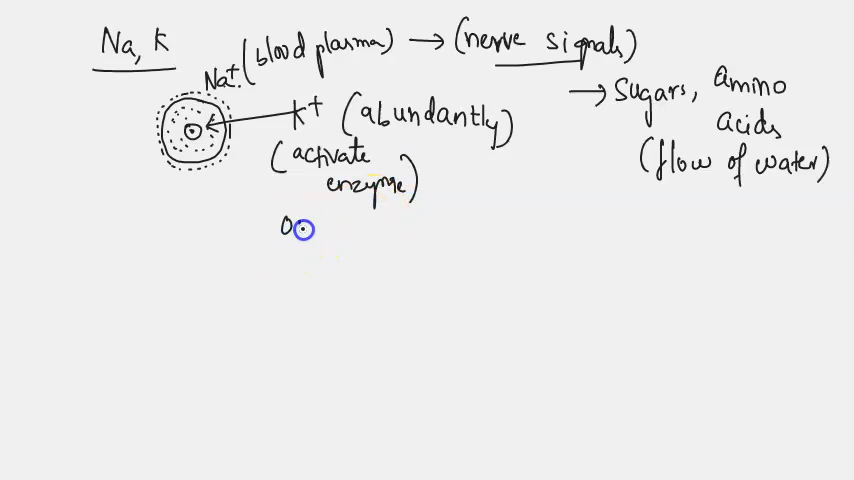 Na, K
Na⁺ (blood plasma) → (nerve signals)
→ Sugars, amino acids
(flow of water)
K⁺ (abundantly)
(activate
enzyme)